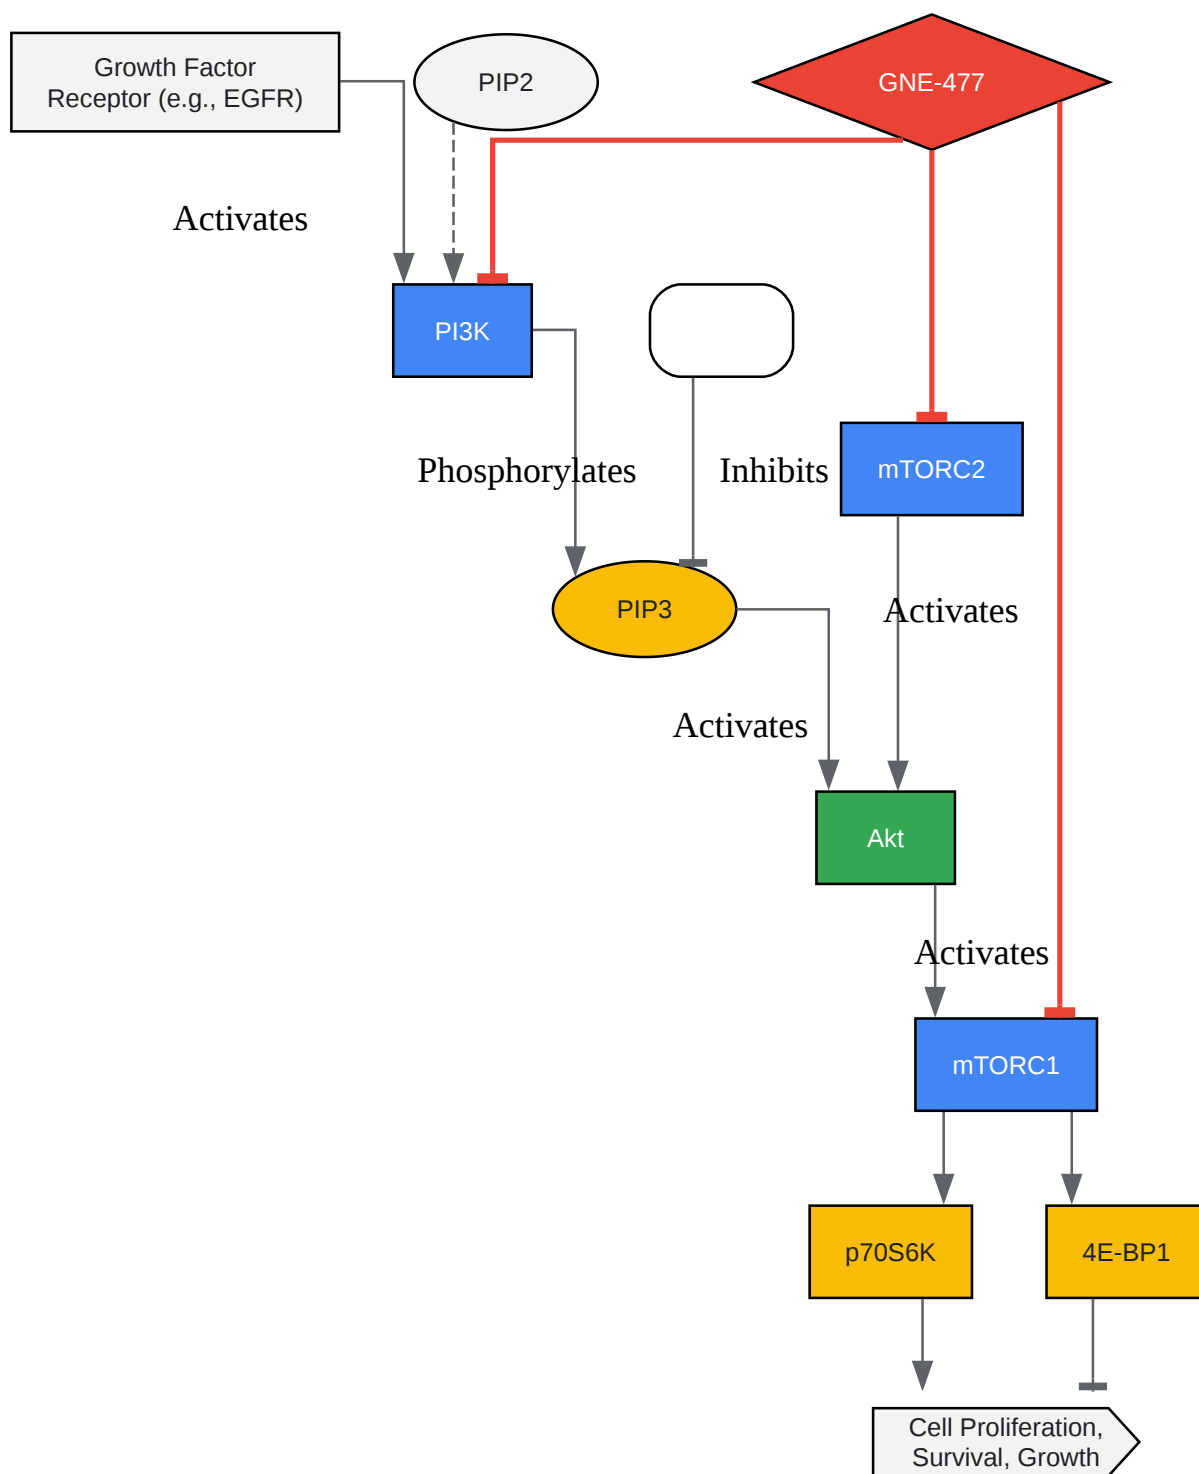 Growth Factor
Receptor (e.g., EGFR)
PIP2
GNE-477
Activates
PI3K
Phosphorylates
Inhibits
mTORC2
PIP3
Activates
Activates
Akt
Activates
mTORC1
p70S6K
4E-BP1
Cell Proliferation,
Survival, Growth